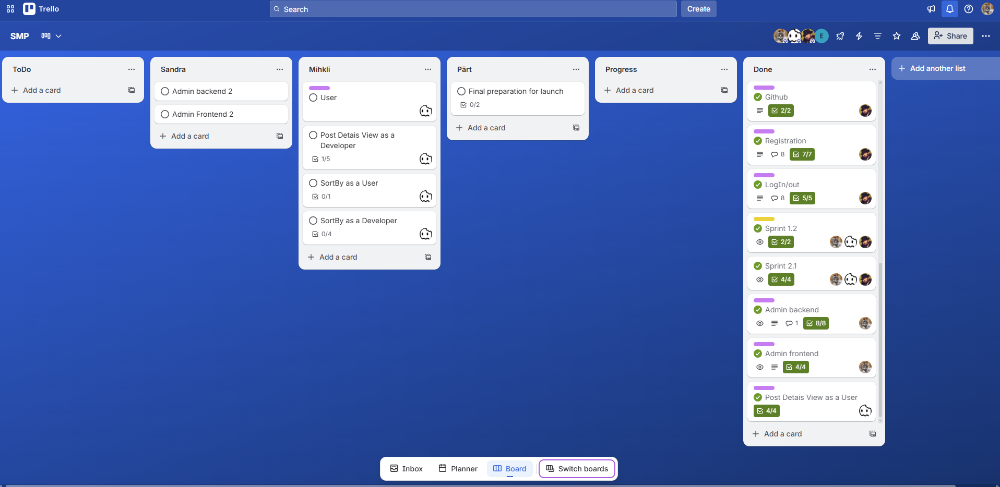 Trello
Search
Create
SMP
E
Share
ToDo
Add a card
Sandra
Admin backend 2
Admin Frontend 2
Add a card
Mihkli
User
Post Detais View as a
Developer
1/5
SortBy as a User
0/1
SortBy as a Developer
0/4
Add a card
Pärt
Final preparation for launch
0/2
Add a card
Progress
Add a card
Done
Github
2/2
Registration
8 7/7
LogIn/out
8 5/5
Sprint 1.2
2/2
Sprint 2.1
4/4
Admin backend
1 8/8
Admin frontend
4/4
Post Detais View as a User
4/4
Add a card
Add another list
Inbox Planner Board Switch boards